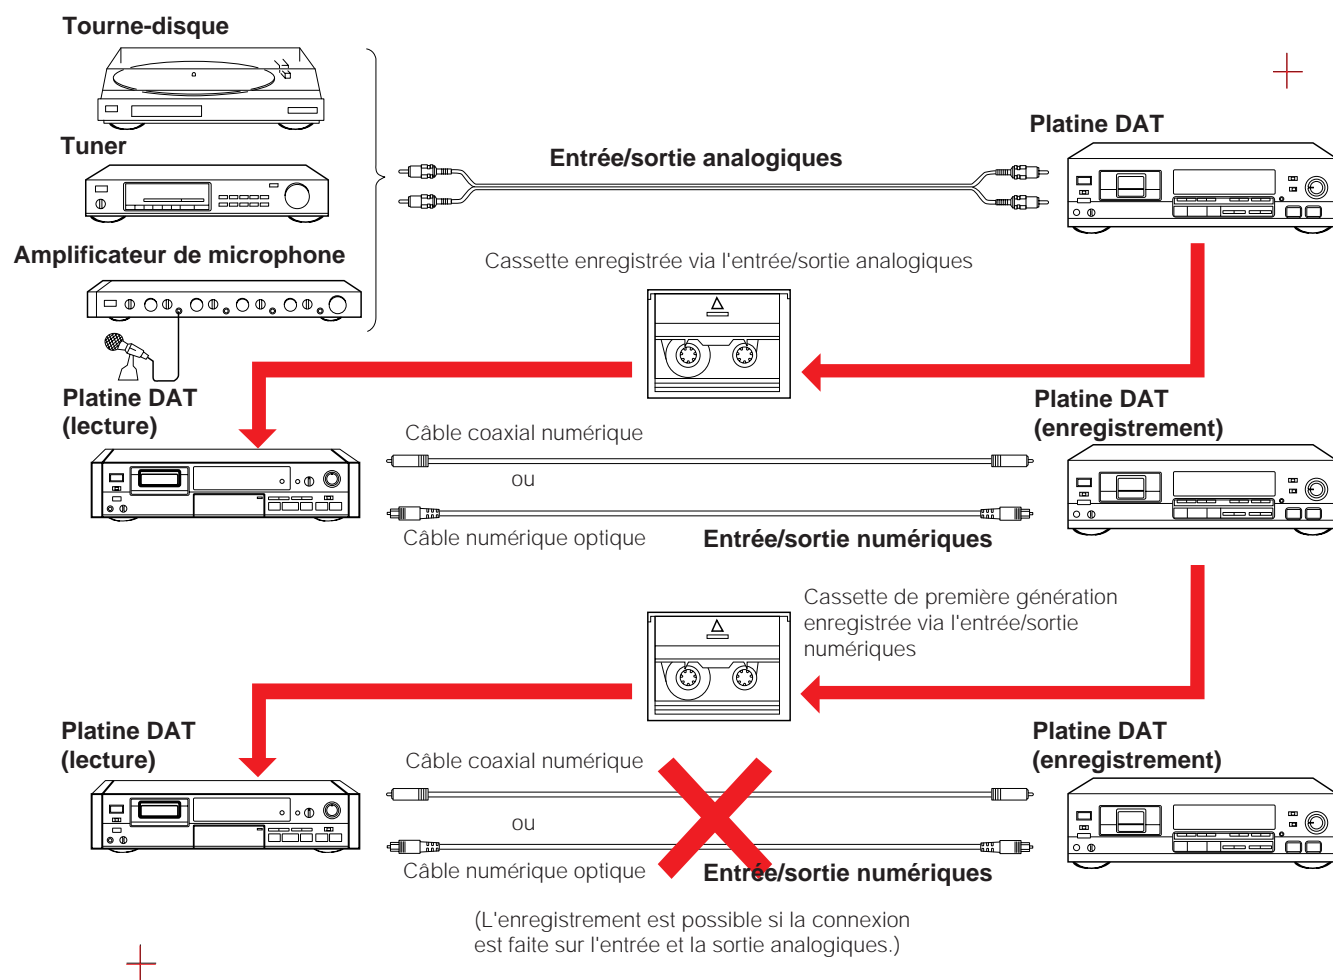 Tourne-disque
Platine DAT
Tuner
Entrée/sortie analogiques
Amplificateur de microphone
Cassette enregistrée via l'entrée/sortie analogiques
Platine DAT
(lecture)
Platine DAT
(enregistrement)
Câble coaxial numérique
ou
Câble numérique optique
Entrée/sortie numériques
Cassette de première génération
enregistrée via l'entrée/sortie
numériques
Platine DAT
(lecture)
Platine DAT
(enregistrement)
Câble coaxial numérique
ou
Câble numérique optique
Entrée/sortie numériques
(L'enregistrement est possible si la connexion
est faite sur l'entrée et la sortie analogiques.)